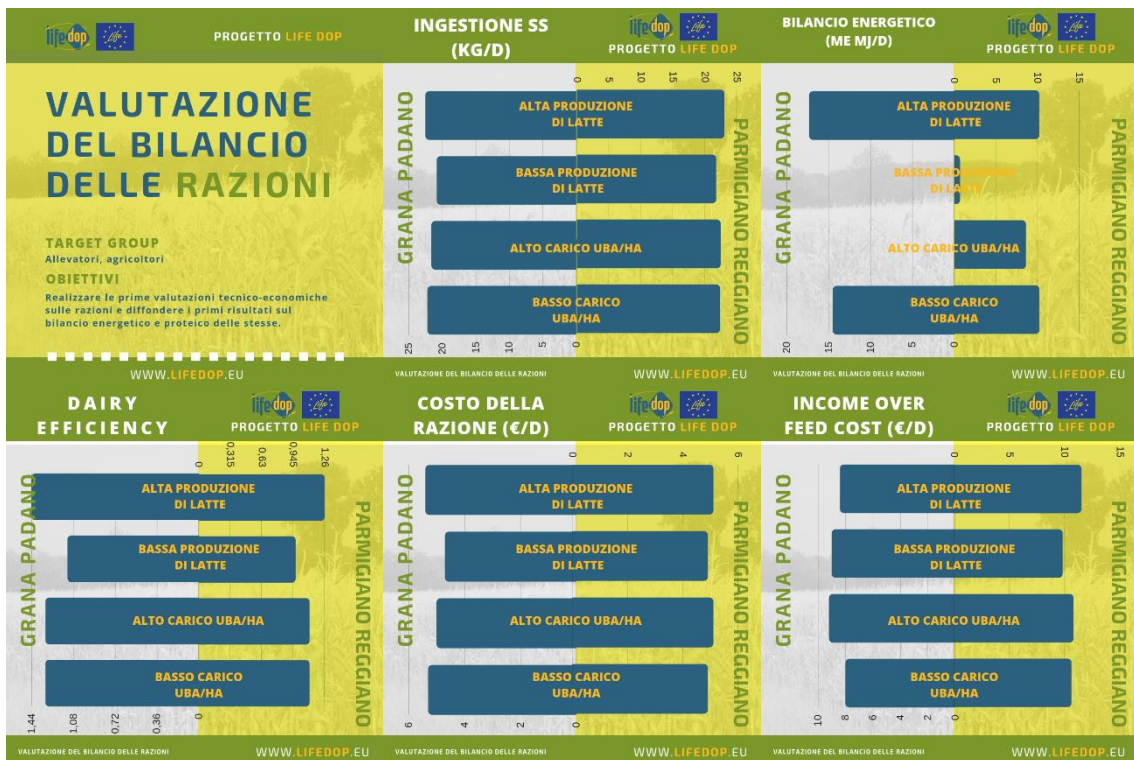 lifedop
PROGETTO LIFE DOP
VALUTAZIONE
DEL BILANCIO
DELLE RAZIONI
TARGET GROUP
Allevatori, agricoltori
OBIETTIVI
Realizzare le prime valutazioni tecnico-economiche
sulle razioni e diffondere i primi risultati sul
bilancio energetico e proteico delle stesse.
WWW.LIFEDOP.EU
INGESTIONE SS
(KG/D)
lifedop
PROGETTO LIFE DOP
0 5 10 15 20 25
GRANA PADANO
ALTA PRODUZIONE
DI LATTE
BASSA PRODUZIONE
DI LATTE
ALTO CARICO UBA/HA
BASSO CARICO
UBA/HA
PARMIGIANO REGGIANO
25 20 15 10 5 0
VALUTAZIONE DEL BILANCIO DELLE RAZIONI
WWW.LIFEDOP.EU
BILANCIO ENERGETICO
(ME MJ/D)
lifedop
PROGETTO LIFE DOP
0 5 10 15
GRANA PADANO
ALTA PRODUZIONE
DI LATTE
BASSA PRODUZIONE
DI LATTE
ALTO CARICO UBA/HA
BASSO CARICO
UBA/HA
PARMIGIANO REGGIANO
20 15 10 5 0
VALUTAZIONE DEL BILANCIO DELLE RAZIONI
WWW.LIFEDOP.EU
DAIRY
EFFICIENCY
lifedop
PROGETTO LIFE DOP
0 0,315 0,63 0,945 1,26
GRANA PADANO
ALTA PRODUZIONE
DI LATTE
BASSA PRODUZIONE
DI LATTE
ALTO CARICO UBA/HA
BASSO CARICO
UBA/HA
PARMIGIANO REGGIANO
1,44 1,08 0,72 0,36 0
VALUTAZIONE DEL BILANCIO DELLE RAZIONI
WWW.LIFEDOP.EU
COSTO DELLA
RAZIONE (€/D)
lifedop
PROGETTO LIFE DOP
0 2 4 6
GRANA PADANO
ALTA PRODUZIONE
DI LATTE
BASSA PRODUZIONE
DI LATTE
ALTO CARICO UBA/HA
BASSO CARICO
UBA/HA
PARMIGIANO REGGIANO
6 4 2 0
VALUTAZIONE DEL BILANCIO DELLE RAZIONI
WWW.LIFEDOP.EU
INCOME OVER
FEED COST (€/D)
lifedop
PROGETTO LIFE DOP
0 5 10 15
GRANA PADANO
ALTA PRODUZIONE
DI LATTE
BASSA PRODUZIONE
DI LATTE
ALTO CARICO UBA/HA
BASSO CARICO
UBA/HA
PARMIGIANO REGGIANO
10 8 6 4 2 0
VALUTAZIONE DEL BILANCIO DELLE RAZIONI
WWW.LIFEDOP.EU